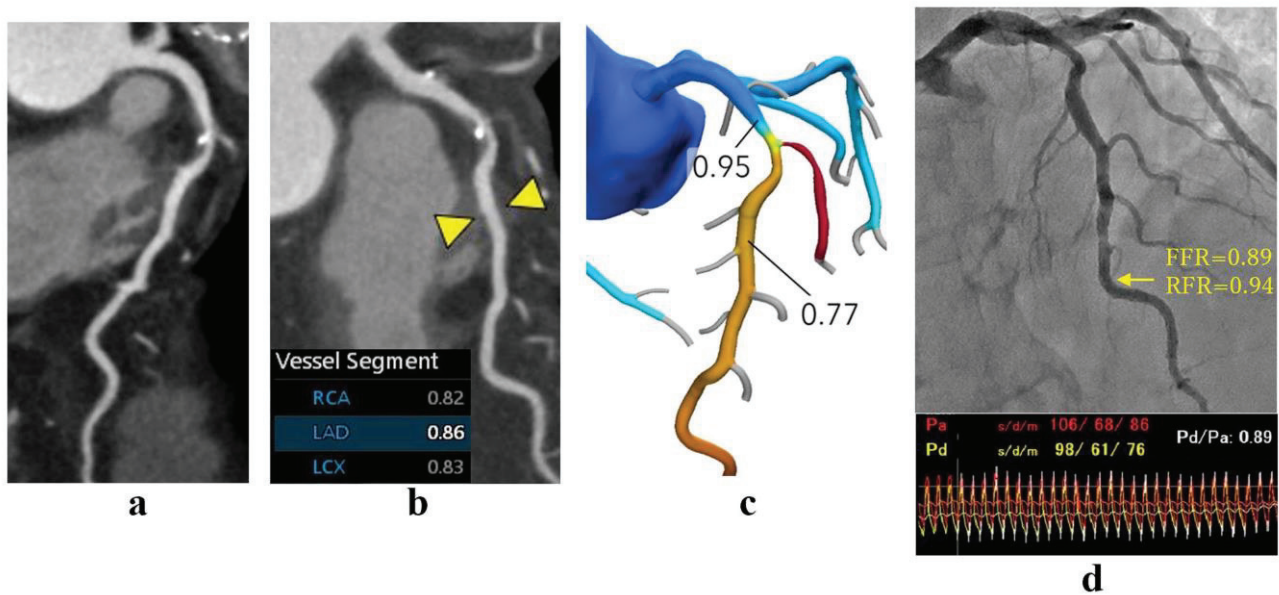 Vessel Segment
RCA 0.82
LAD 0.86
LCX 0.83
0.95
0.77
FFR=0.89
RFR=0.94
Pa s/d/m 106/ 68/ 86 Pd/Pa: 0.89
Pd s/d/m 98/ 61/ 76
a
b
c
d